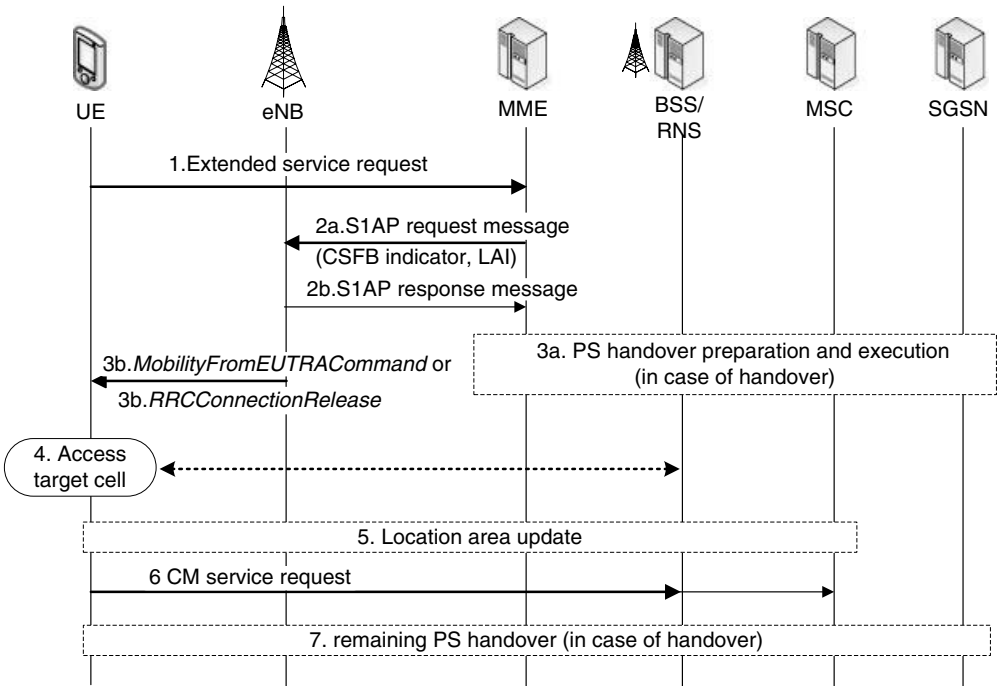 UE
eNB
MME
BSS/
RNS
MSC
SGSN
1.Extended service request
2a.S1AP request message
(CSFB indicator, LAI)
2b.S1AP response message
3a. PS handover preparation and execution
(in case of handover)
3b.MobilityFromEUTRACommand or
3b.RRCConnectionRelease
4. Access
target cell
5. Location area update
6 CM service request
7. remaining PS handover (in case of handover)